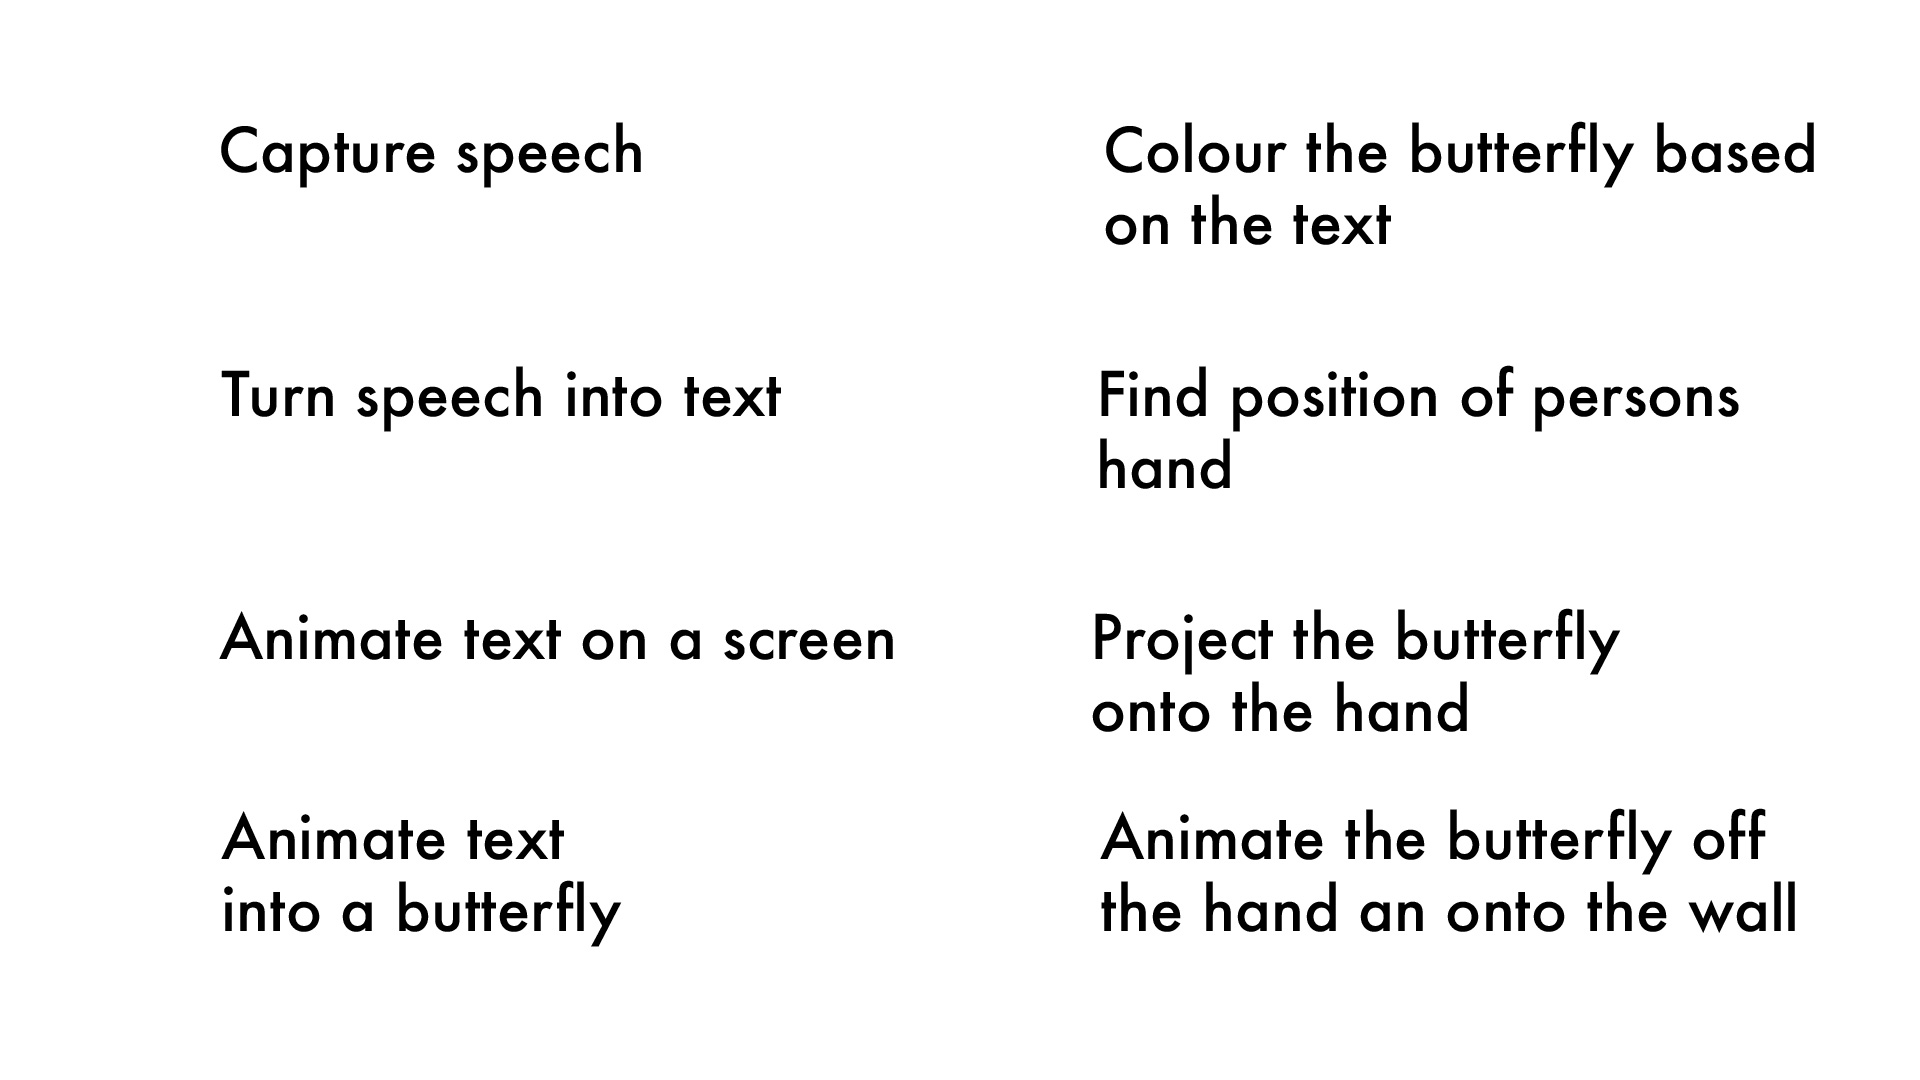 Capture speech
Turn speech into text
Animate text on a screen
Animate text
into a butterfly
Colour the butterfly based
on the text
Find position of persons
hand
Project the butterfly
onto the hand
Animate the butterfly off
the hand an onto the wall